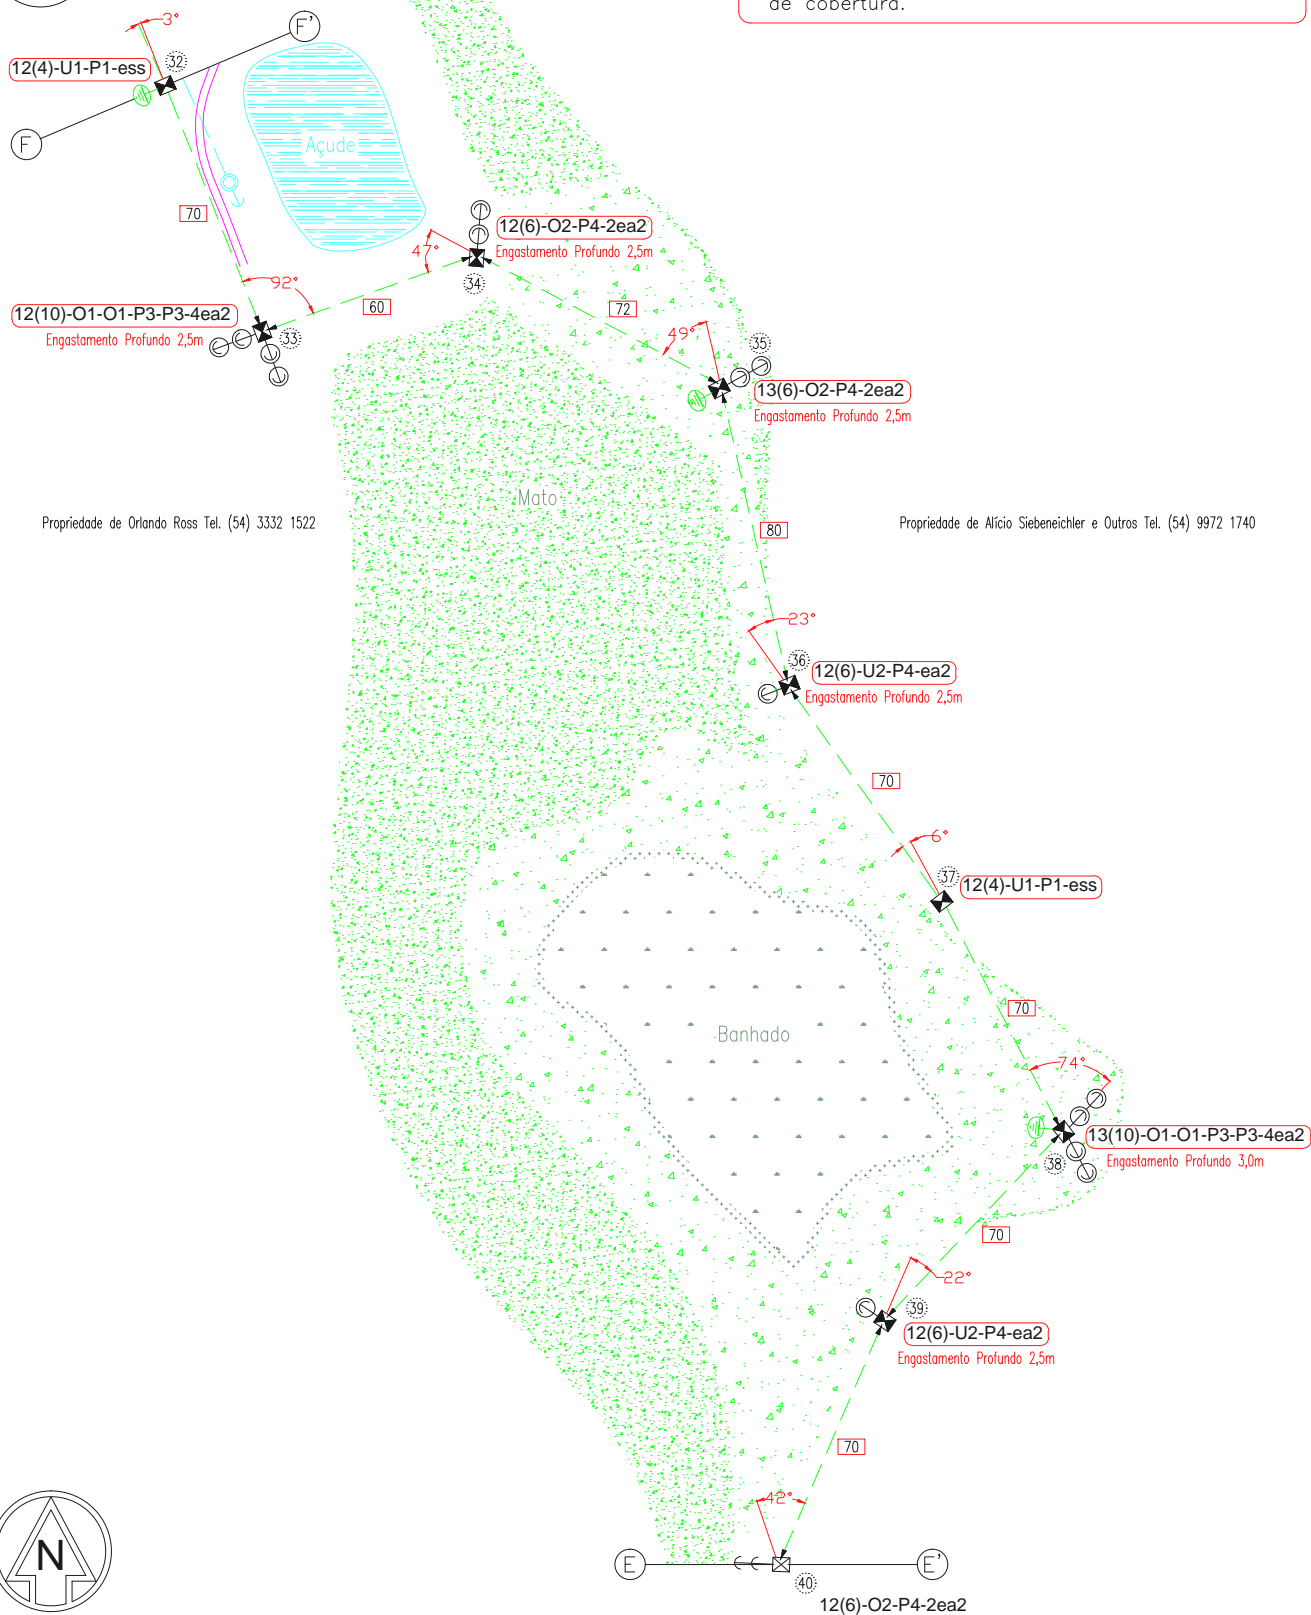 de cobertura.
3°
F'
32
12(4)-U1-P1-ess
F
Açude
70
12(6)-O2-P4-2ea2
47°
Engastamento Profundo 2,5m
34
92°
60
72
12(10)-O1-O1-P3-P3-4ea2
Engastamento Profundo 2,5m
33
49°
35
13(6)-O2-P4-2ea2
Engastamento Profundo 2,5m
Mato
Propriedade de Orlando Ross Tel. (54) 3332 1522
Propriedade de Alício Siebeneichler e Outros Tel. (54) 9972 1740
80
23°
36
12(6)-U2-P4-ea2
Engastamento Profundo 2,5m
70
6°
37
12(4)-U1-P1-ess
70
Banhado
74°
13(10)-O1-O1-P3-P3-4ea2
38
Engastamento Profundo 3,0m
70
22°
39
12(6)-U2-P4-ea2
Engastamento Profundo 2,5m
70
42°
N
E
E'
40
12(6)-O2-P4-2ea2